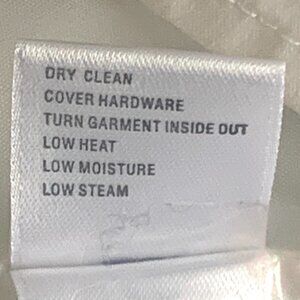 DRY CLEAN
COVER HARDWARE
TURN GARMENT INSIDE OUT
LOW HEAT
LOW MOISTURE
LOW STEAM